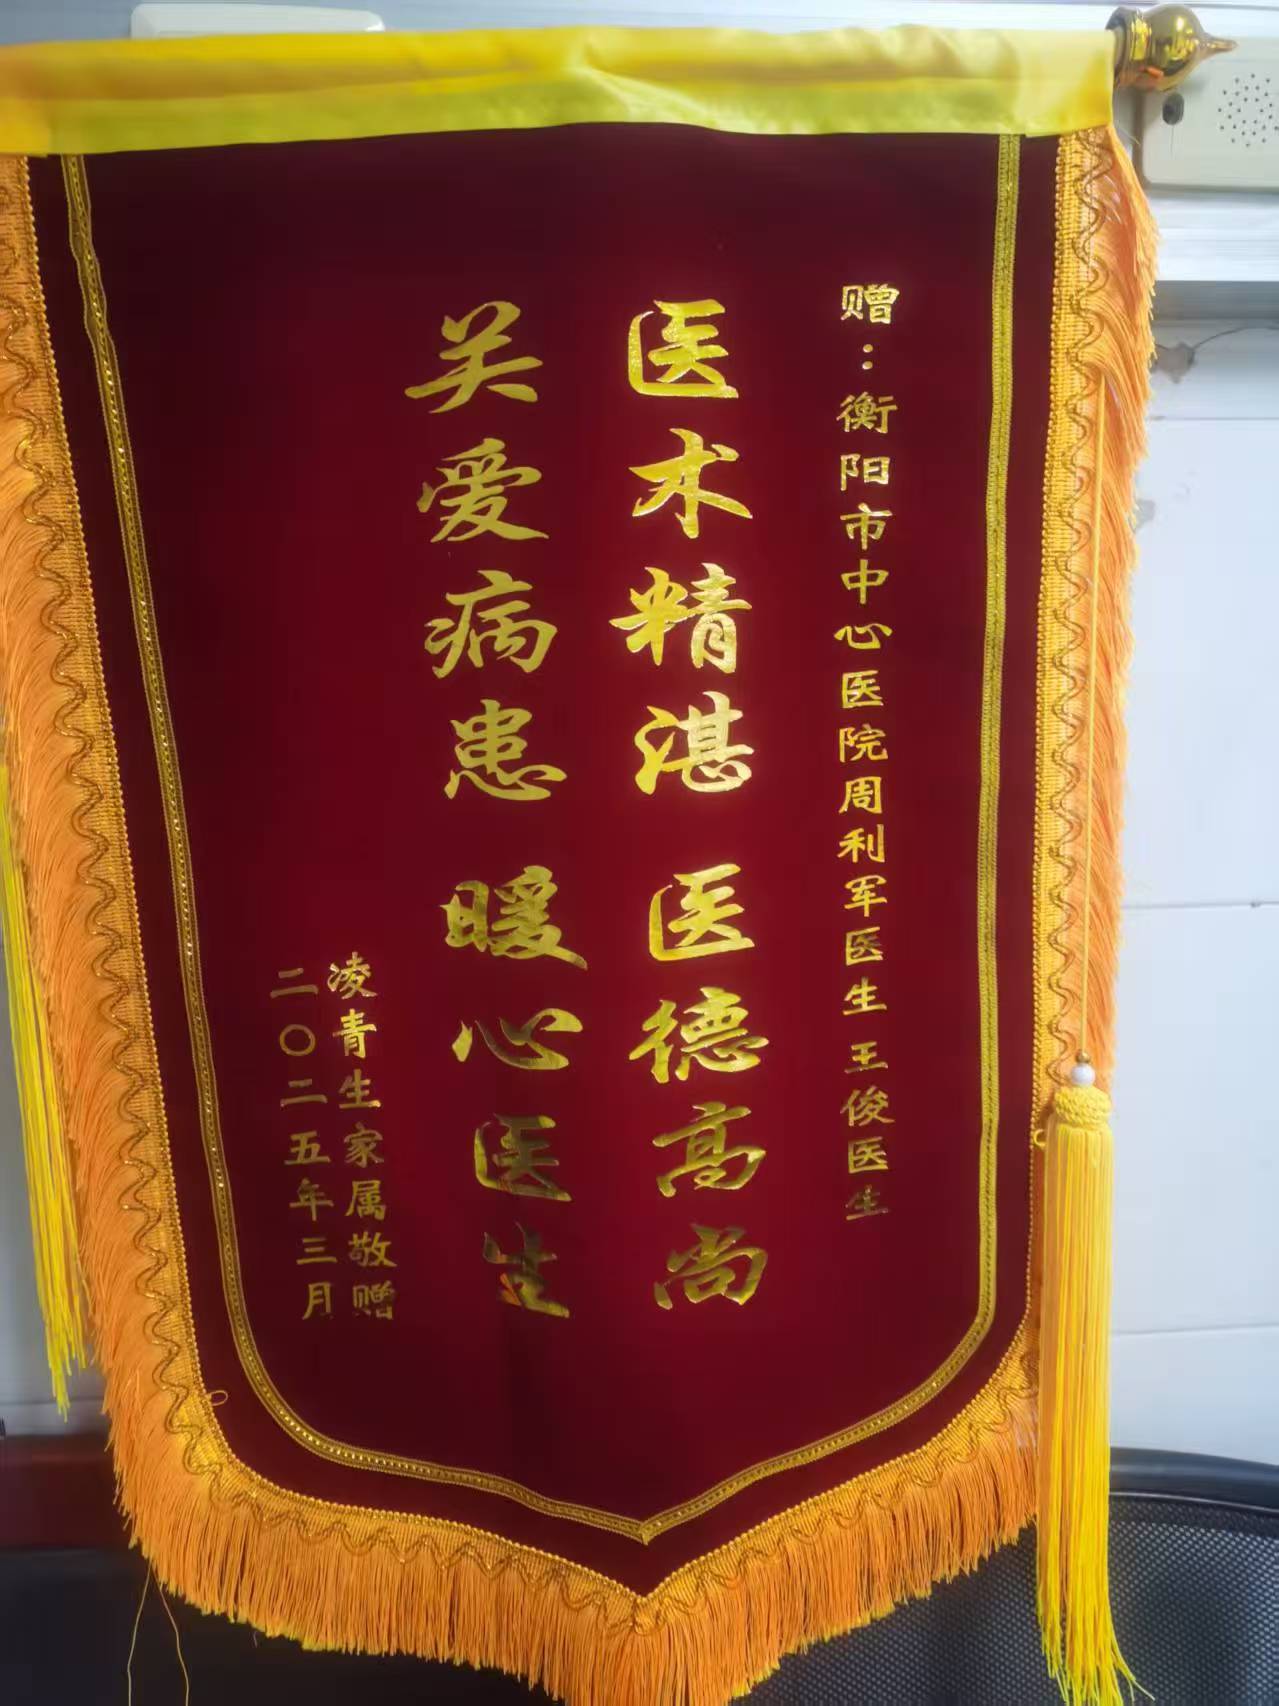 赠：衡阳市中心医院周利军医生 王俊医生
医术精湛 医德高尚
关爱病患 暖心医生
凌青生家属敬赠
二〇二五年三月